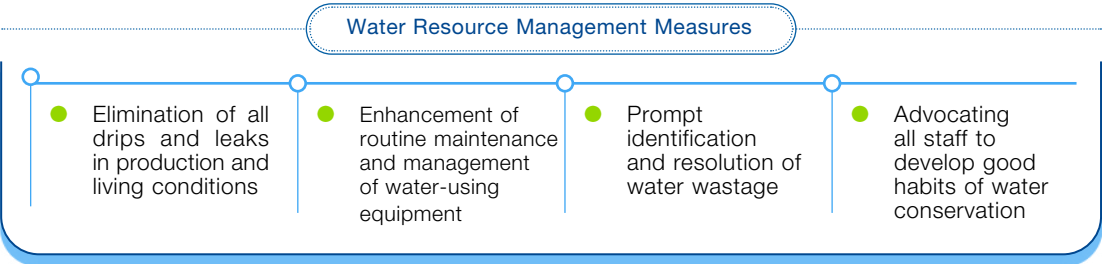 Water Resource Management Measures
Elimination of all
drips and leaks
in production and
living conditions
Enhancement of
routine maintenance
and management
of water-using
equipment
Prompt
identification
and resolution of
water wastage
Advocating
all staff to
develop good
habits of water
conservation